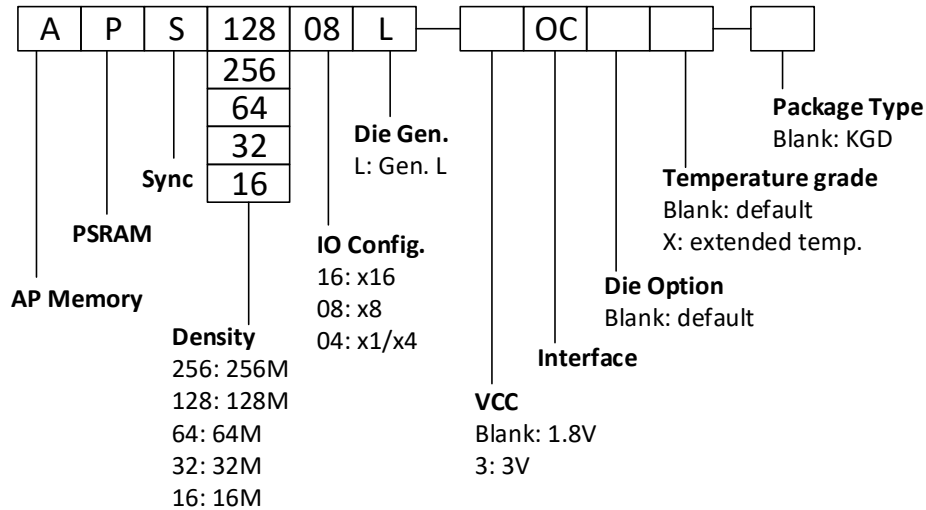 A P S 128 08 L OC
256
64
32
16
Sync
PSRAM
AP Memory
Density
256: 256M
128: 128M
64: 64M
32: 32M
16: 16M
IO Config.
16: x16
08: x8
04: x1/x4
Die Gen.
L: Gen. L
VCC
Blank: 1.8V
3: 3V
Interface
Die Option
Blank: default
Temperature grade
Blank: default
X: extended temp.
Package Type
Blank: KGD